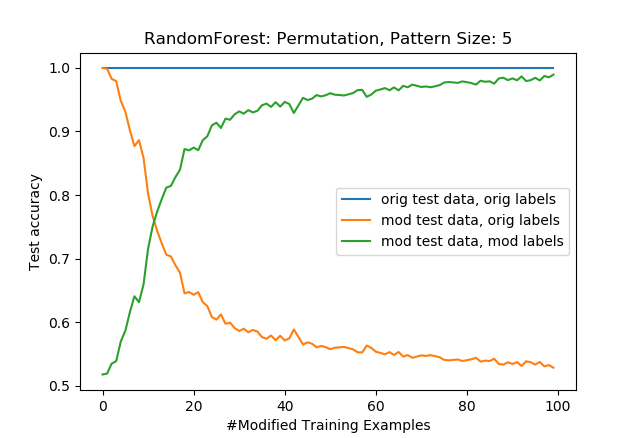 RandomForest: Permutation, Pattern Size: 5
1.0
0.9
0.8
0.7
0.6
0.5
Test accuracy
orig test data, orig labels
mod test data, orig labels
mod test data, mod labels
0 20 40 60 80 100
#Modified Training Examples